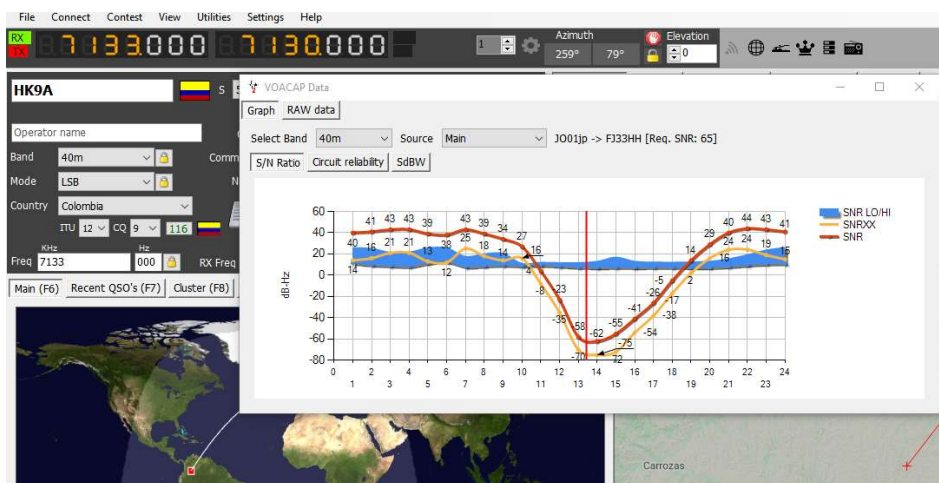 File Connect Contest View Utilities Settings Help
RX
TX
7133.000 7130.000
1
Azimuth
259° 79°
Elevation
0
HK9A
S 5
Operator name
Band 40m
Comm
Mode LSB
N
Country Colombia
ITU 12 CQ 9 116
KHz Hz
Freq 7133 000 RX Freq
Main (F6) Recent QSO's (F7) Cluster (F8)
VOACAP Data
Graph RAW data
Select Band 40m Source Main JO01jp -> FJ33HH [Req. SNR: 65]
S/N Ratio Circuit reliability SdBW
dB-Hz
60
40
20
0
-20
-40
-60
-80
40 41 43 43 39 38 43 39 34 27
14 16 21 21 13 12 25 18 14 16
-8 -23 -35 -58 -70 -62 -75 -55 -72 -41 -54 -26 -38 -5 -17 14 2
29 40 44 43 41
16 24 24 19 15
4
0 2 4 6 8 10 12 14 16 18 20 22 24
1 3 5 7 9 11 13 15 17 19 21 23
SNR LO/HI
SNRXX
SNR
Carrozas